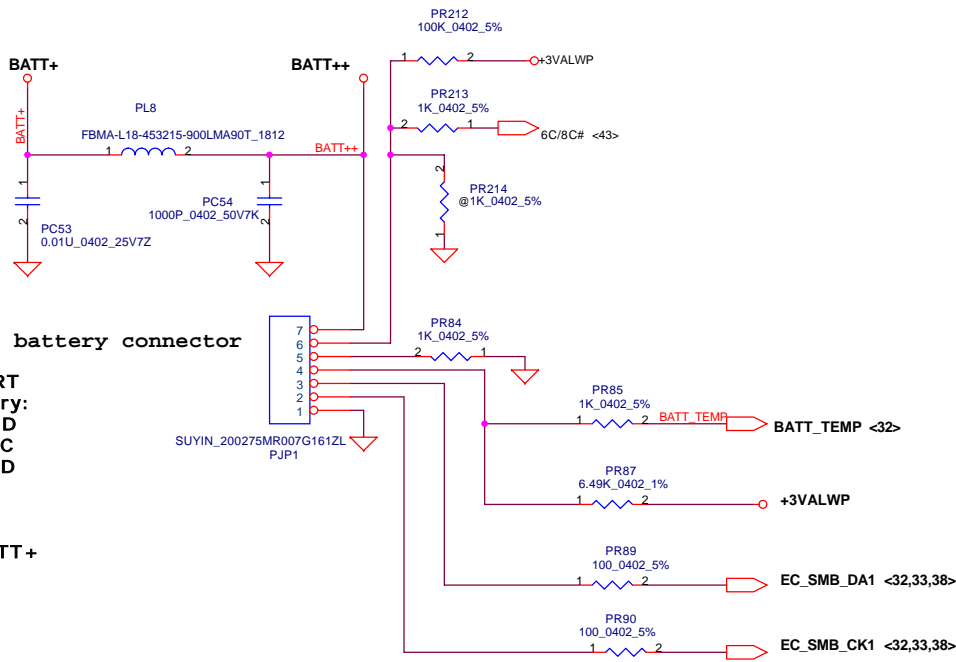 PR212
100K_0402_5%
1
2
+3VALWP
BATT+
BATT++
PL8
FBMA-L18-453215-900LMA90T_1812
1
2
BATT+
BATT++
PR213
1K_0402_5%
2
1
6C/8C# <43>
2
PR214
@1K_0402_5%
1
1
2
PC53
0.01U_0402_25V7Z
1
PC54
1000P_0402_50V7K
2
battery connector
7
6
5
4
3
2
1
SUYIN_200275MR007G161ZL
PJP1
PR84
1K_0402_5%
2
1
RT
ry:
D
C
D
TT+
PR85
1K_0402_5%
1
2
BATT_TEMP
BATT_TEMP <32>
PR87
6.49K_0402_1%
1
2
+3VALWP
PR89
100_0402_5%
1
2
EC_SMB_DA1 <32,33,38>
PR90
100_0402_5%
1
2
EC_SMB_CK1 <32,33,38>